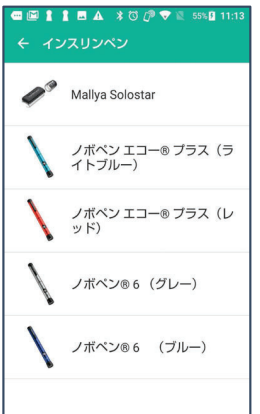 55% 11:13
← インスリンペン
Mallya Solostar
ノボペン エコー® プラス（ラ
イトブルー）
ノボペン エコー® プラス（レ
ッド）
ノボペン® 6 （グレー）
ノボペン® 6 （ブルー）